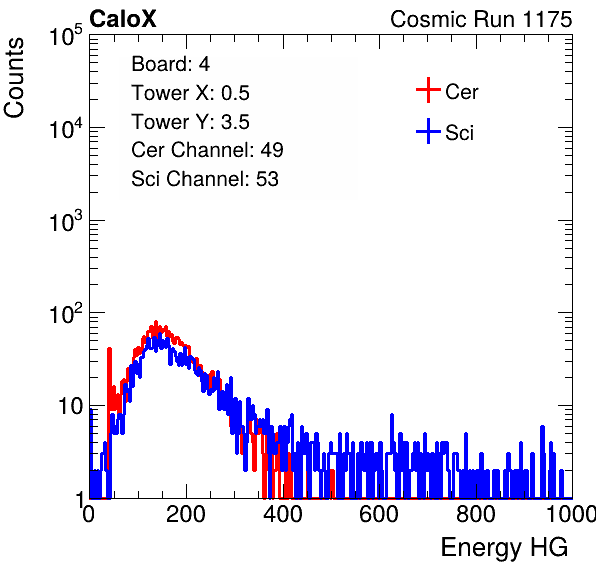 CaloX Cosmic Run 1175
Counts
10^5
10^4
10^3
10^2
10
1
Board: 4
Tower X: 0.5
Tower Y: 3.5
Cer Channel: 49
Sci Channel: 53
Cer
Sci
0 200 400 600 800 1000
Energy HG